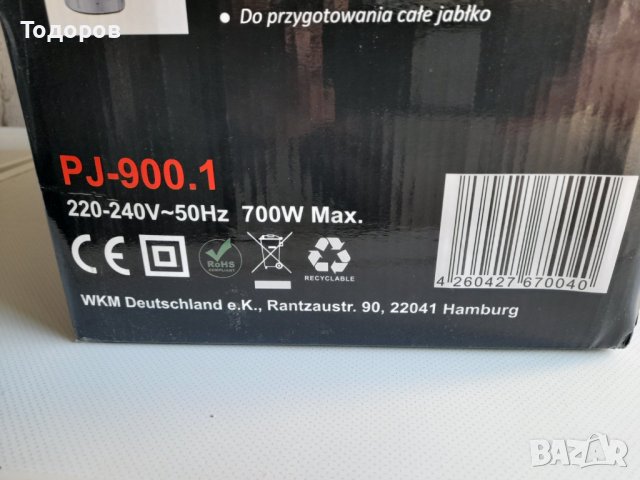 Тодоров
• Do przygotowania całe jabłko
PJ-900.1
220-240V~50Hz 700W Max.
CE RoHS COMPLIANT RECYCLABLE
4 260427 670040
WKM Deutschland e.K., Rantzaustr. 90, 22041 Hamburg
BAZAR